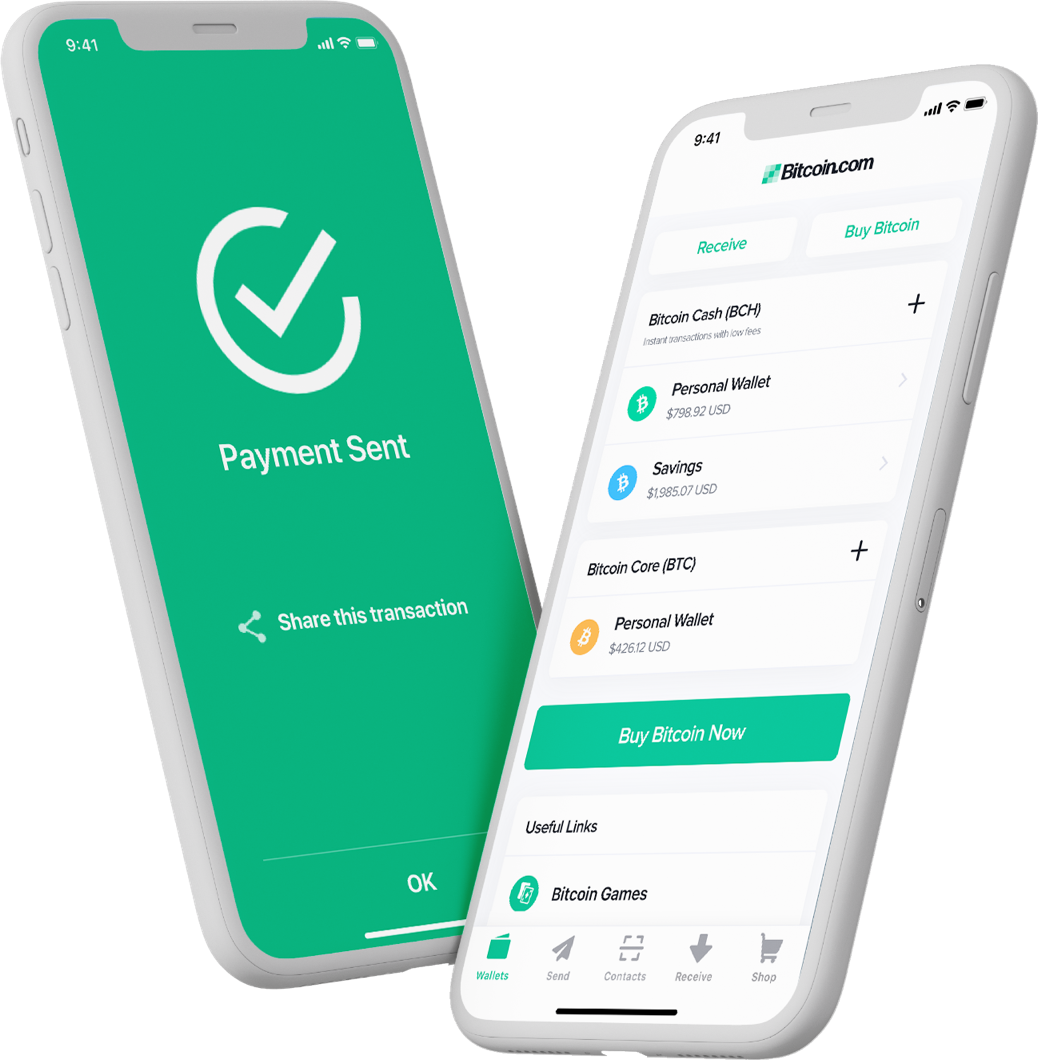 9:41
Payment Sent
Share this transaction
OK
9:41
Bitcoin.com
Receive
Buy Bitcoin
Bitcoin Cash (BCH)
Instant transactions with low fees
Personal Wallet
$798.92 USD
Savings
$1,985.07 USD
Bitcoin Core (BTC)
Personal Wallet
$426.12 USD
Buy Bitcoin Now
Useful Links
Bitcoin Games
Wallets
Send
Contacts
Receive
Shop